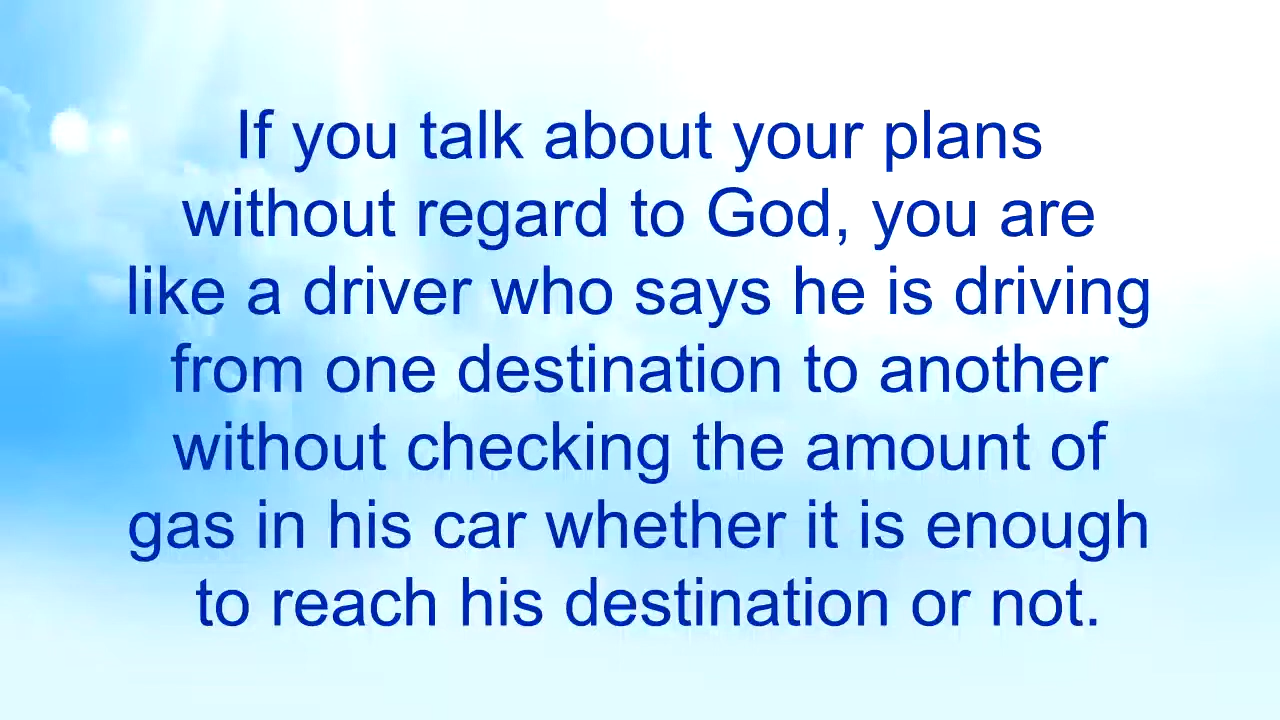 If you talk about your plans
without regard to God, you are
like a driver who says he is driving
from one destination to another
without checking the amount of
gas in his car whether it is enough
to reach his destination or not.